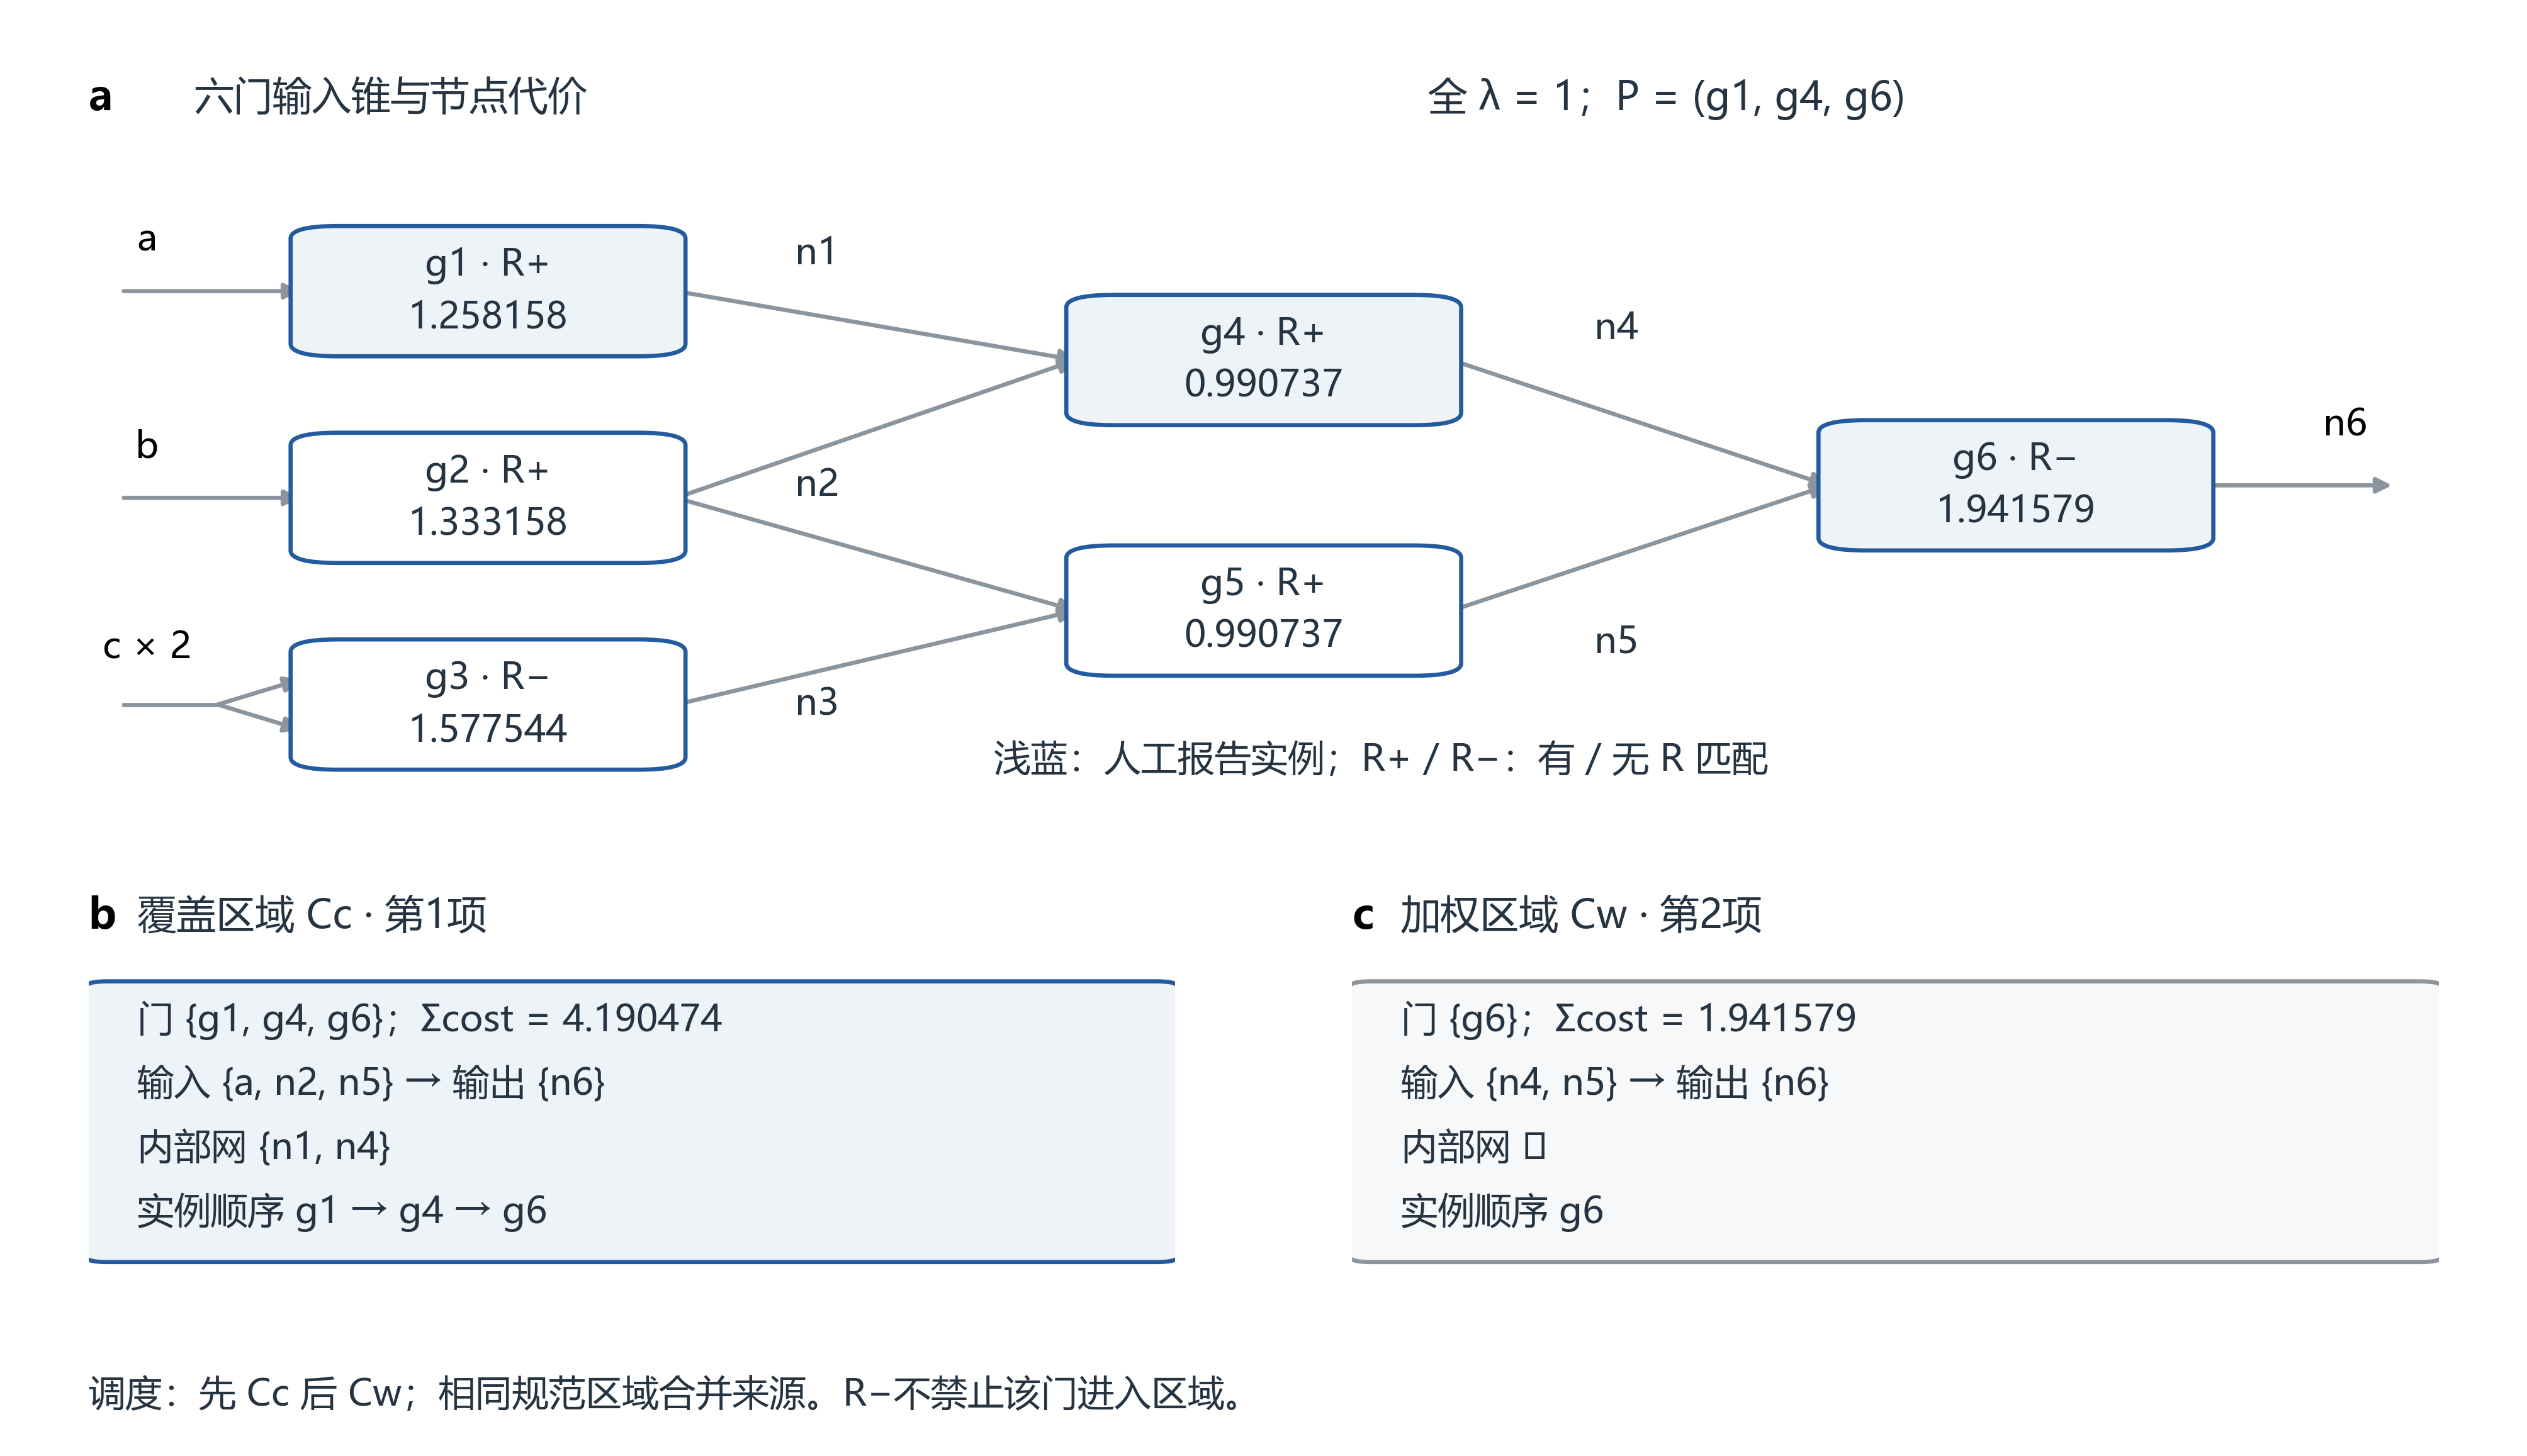 a 六门输入锥与节点代价
全 λ = 1；P = (g1, g4, g6)
a
g1 · R+
1.258158
n1
g4 · R+
0.990737
n4
b
g2 · R+
1.333158
n2
g6 · R−
1.941579
n6
g5 · R+
0.990737
n5
c × 2
g3 · R−
1.577544
n3
浅蓝：人工报告实例；R+ / R−：有 / 无 R 匹配
b 覆盖区域 Cc · 第1项
门 {g1, g4, g6}；Σcost = 4.190474
输入 {a, n2, n5} → 输出 {n6}
内部网 {n1, n4}
实例顺序 g1 → g4 → g6
c 加权区域 Cw · 第2项
门 {g6}；Σcost = 1.941579
输入 {n4, n5} → 输出 {n6}
内部网 
实例顺序 g6
调度：先 Cc 后 Cw；相同规范区域合并来源。R−不禁止该门进入区域。